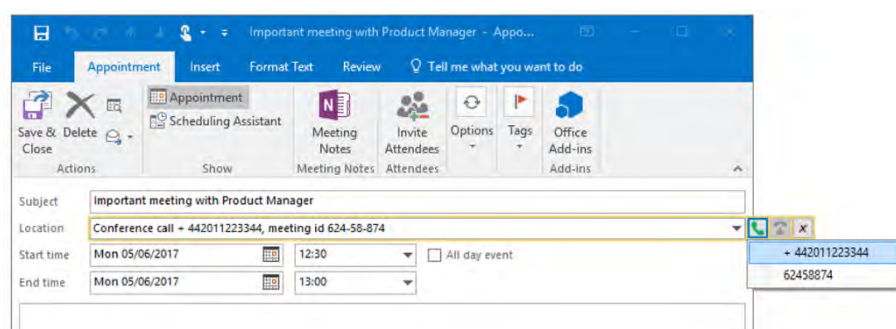 Important meeting with Product Manager - Appo...
File Appointment Insert Format Text Review Tell me what you want to do
Save & Close
Delete
Appointment
Scheduling Assistant
Meeting Notes
Invite Attendees
Options
Tags
Office Add-ins
Actions Show Meeting Notes Attendees Add-ins
Subject Important meeting with Product Manager
Location Conference call + 442011223344, meeting id 624-58-874
+ 442011223344
62458874
Start time Mon 05/06/2017 12:30 All day event
End time Mon 05/06/2017 13:00